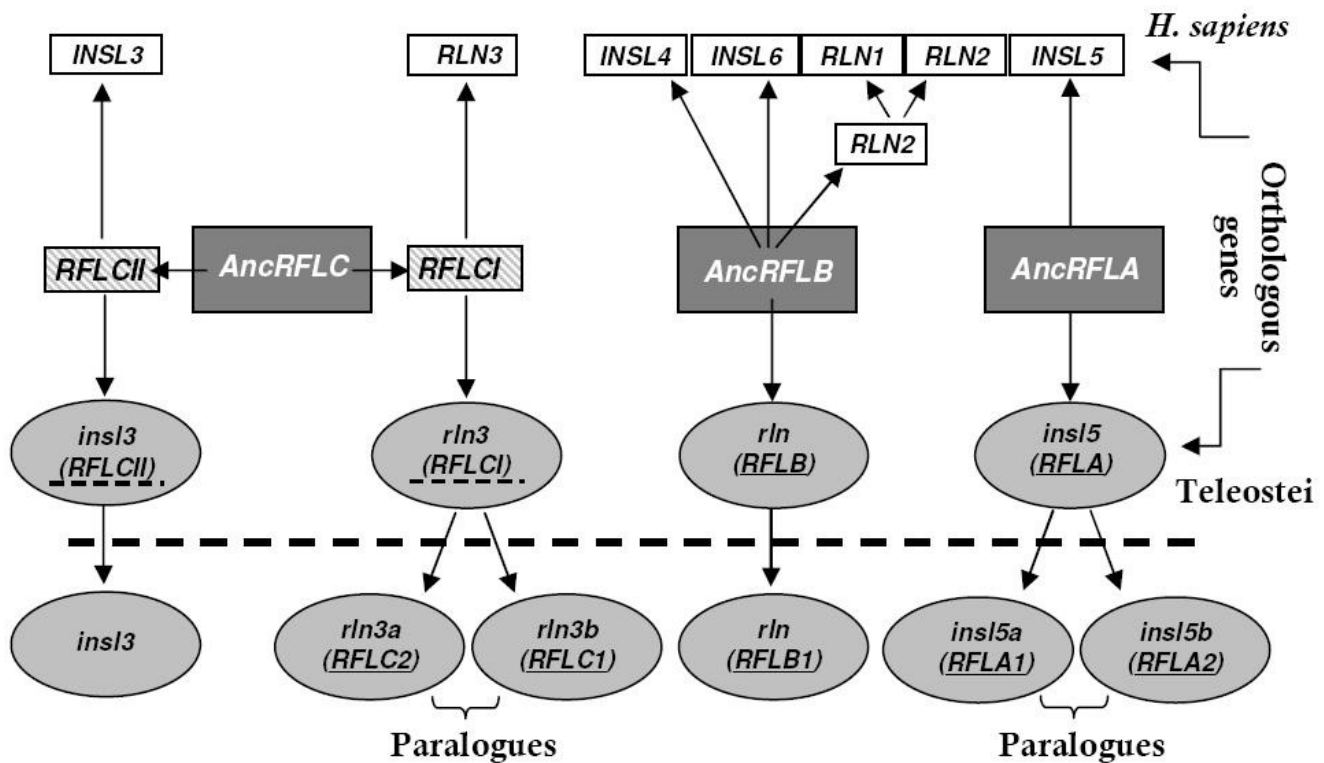 H. sapiens
INSL3
RLN3
INSL4
INSL6
RLN1
RLN2
INSL5
RLN2
Orthologous
genes
RFLCII
AncRFLC
RFLCI
AncRFLB
AncRFLA
insl3
(RFLCII)
rln3
(RFLCI)
rln
(RFLB)
insl5
(RFLA)
Teleostei
insl3
rln3a
(RFLC2)
rln3b
(RFLC1)
rln
(RFLB1)
insl5a
(RFLA1)
insl5b
(RFLA2)
Paralogues
Paralogues